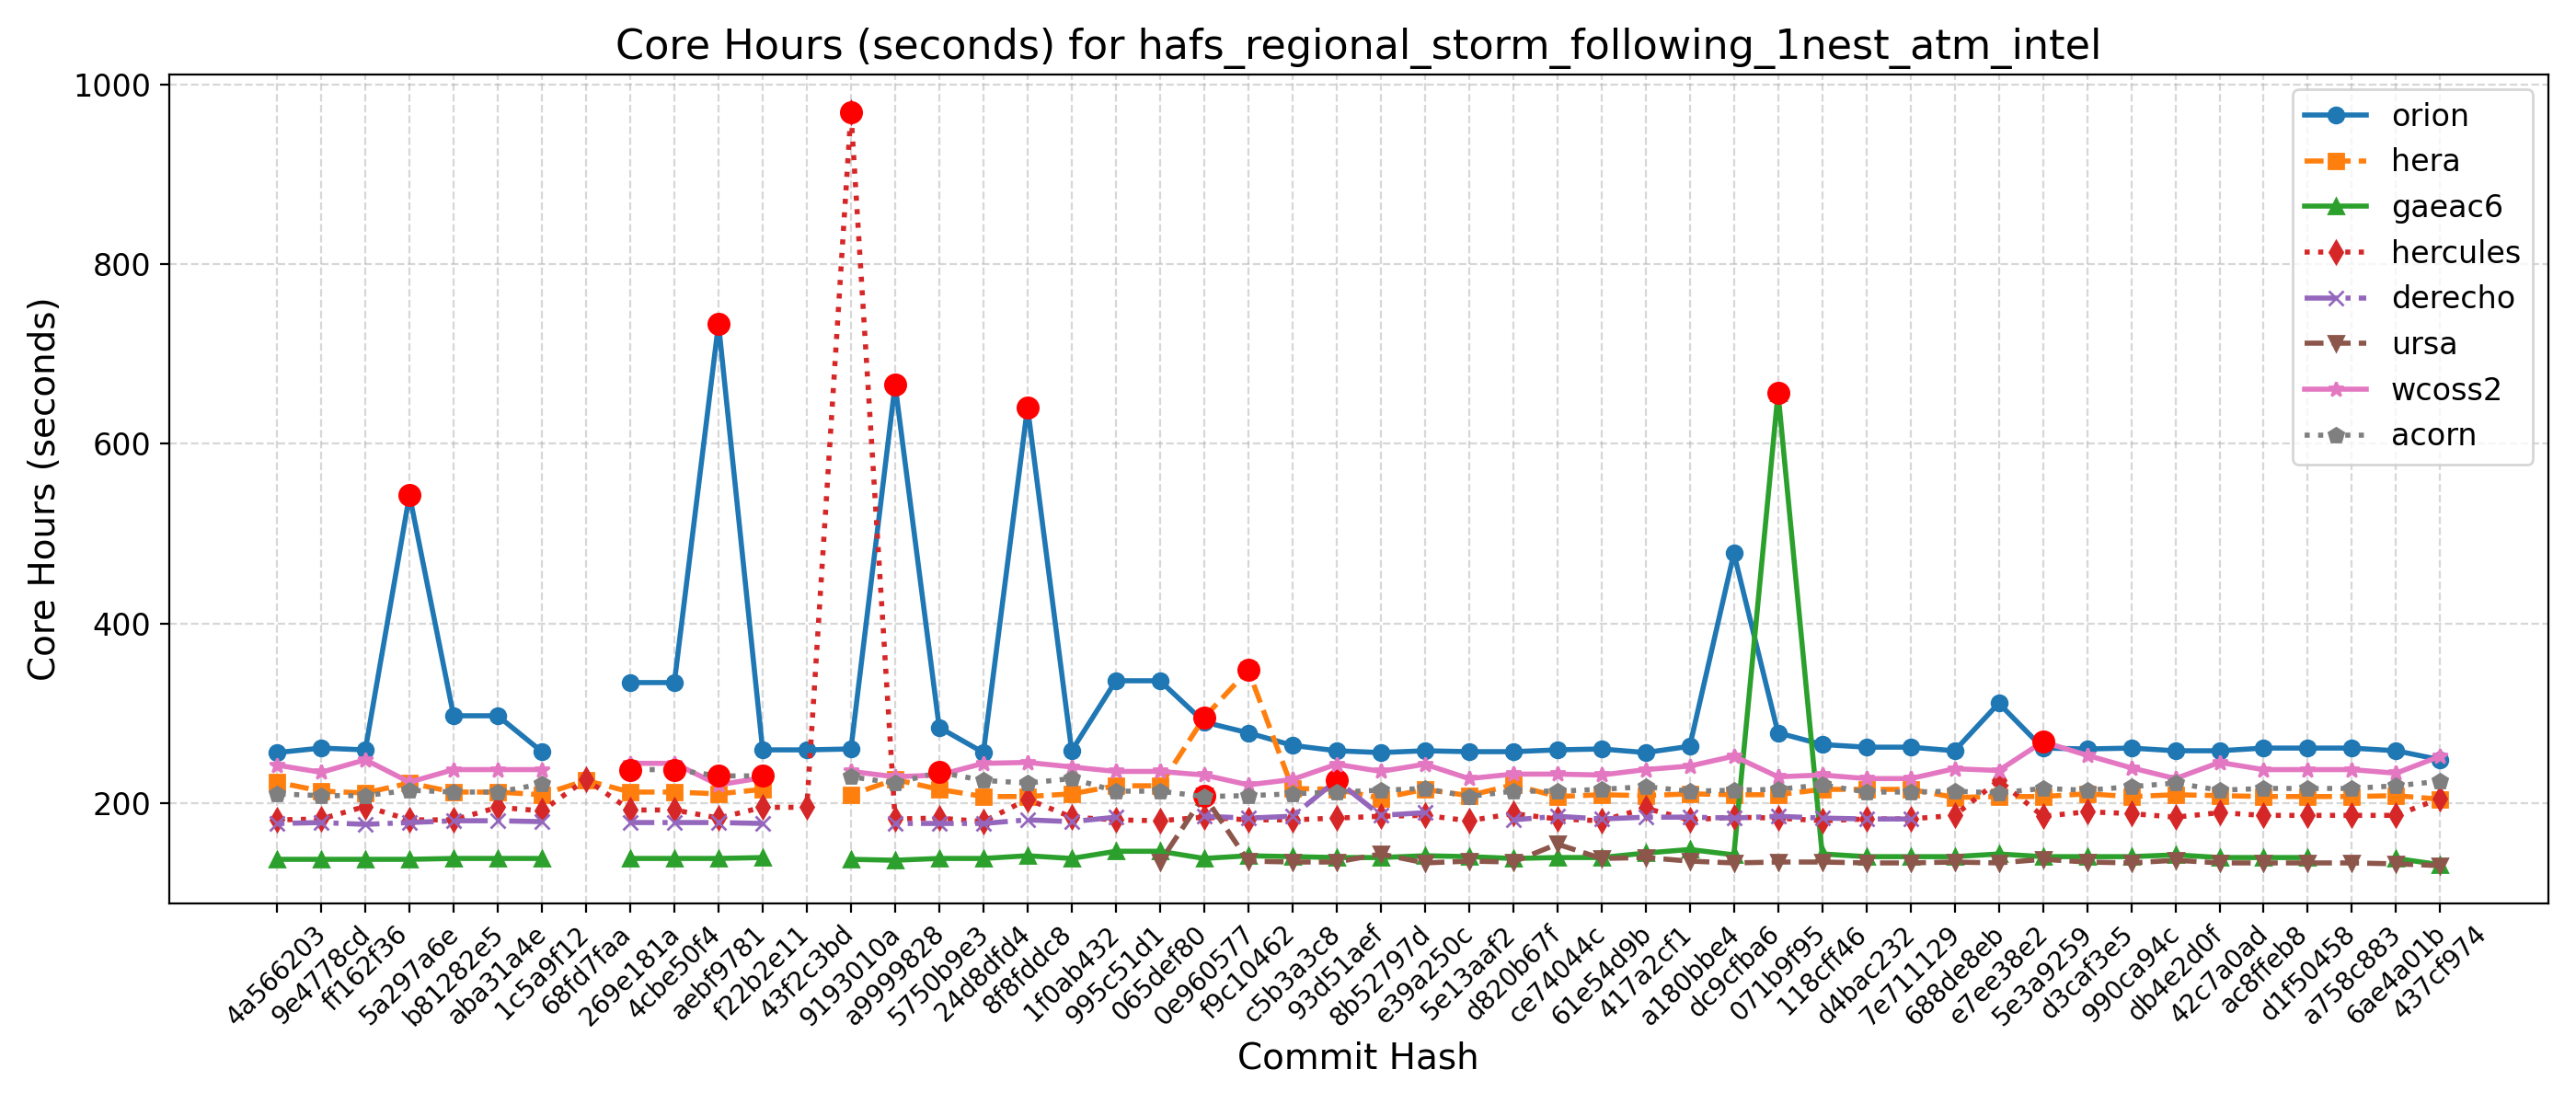 Core Hours (seconds) for hafs_regional_storm_following_1nest_atm_intel
Core Hours (seconds)
1000
800
600
400
200
orion
hera
gaeac6
hercules
derecho
ursa
wcoss2
acorn
4a566203
9e4778cd
ff162f36
5a297a6e
b81282e5
aba31a4e
1c5a9f12
68fd7faa
269e181a
4cbe50f4
aebf9781
f22b2e11
43f2c3bd
9193010a
a9999828
5750b9e3
24d8dfd4
8f8fddc8
1f0ab432
995c51d1
065def80
0e960577
f9c10462
c5b3a3c8
93d51aef
8b52797d
e39a250c
5e13aaf2
d820b67f
ce74044c
61e54d9b
417a2cf1
a180bbe4
dc9cfba6
071b9f95
118cff46
d4bac232
7e711129
688de8eb
e7ee38e2
5e3a9259
d3caf3e5
990ca94c
db4e2d0f
42c7a0ad
ac8ffeb8
d1f50458
a758c883
6ae4a01b
437cf974
Commit Hash